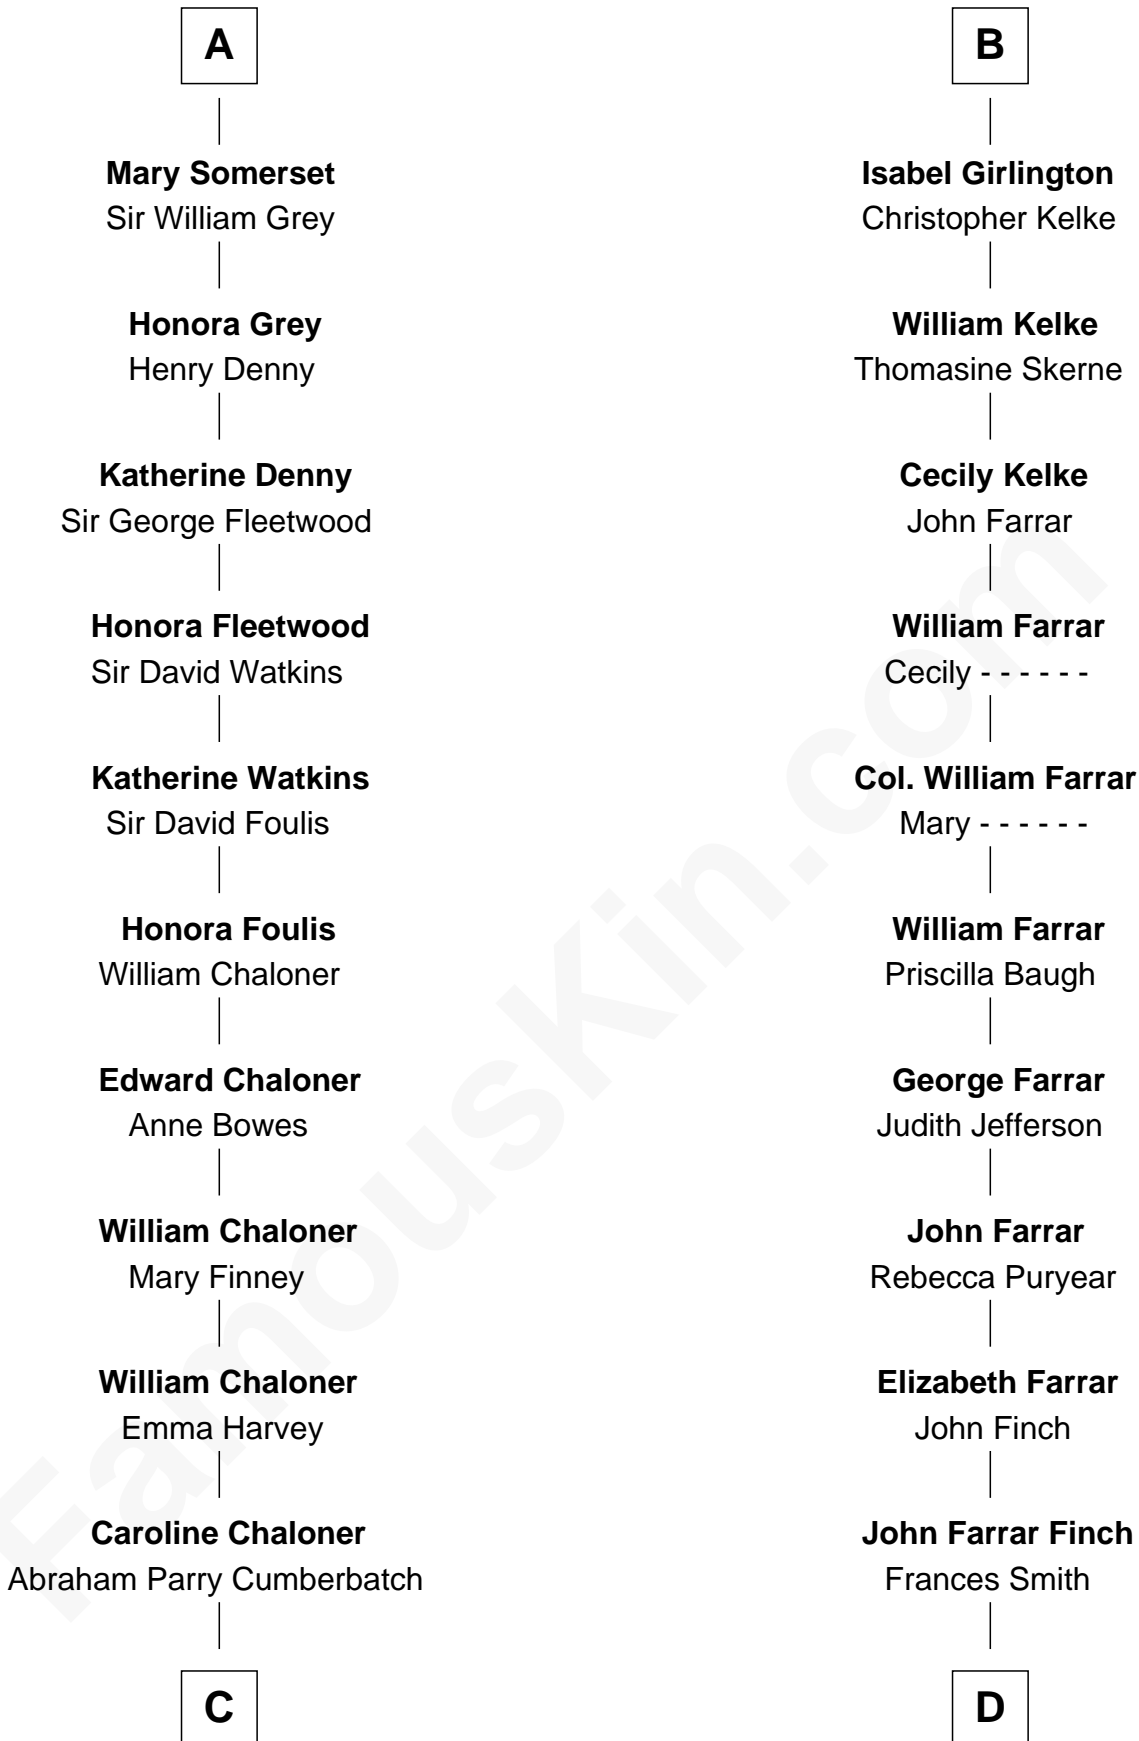 A
Mary Somerset
Sir William Grey
Honora Grey
Henry Denny
Katherine Denny
Sir George Fleetwood
Honora Fleetwood
Sir David Watkins
Katherine Watkins
Sir David Foulis
Honora Foulis
William Chaloner
Edward Chaloner
Anne Bowes
William Chaloner
Mary Finney
William Chaloner
Emma Harvey
Caroline Chaloner
Abraham Parry Cumberbatch
C
B
Isabel Girlington
Christopher Kelke
William Kelke
Thomasine Skerne
Cecily Kelke
John Farrar
William Farrar
Cecily - - - - - -
Col. William Farrar
Mary - - - - - -
William Farrar
Priscilla Baugh
George Farrar
Judith Jefferson
John Farrar
Rebecca Puryear
Elizabeth Farrar
John Finch
John Farrar Finch
Frances Smith
D
FamousKin.com